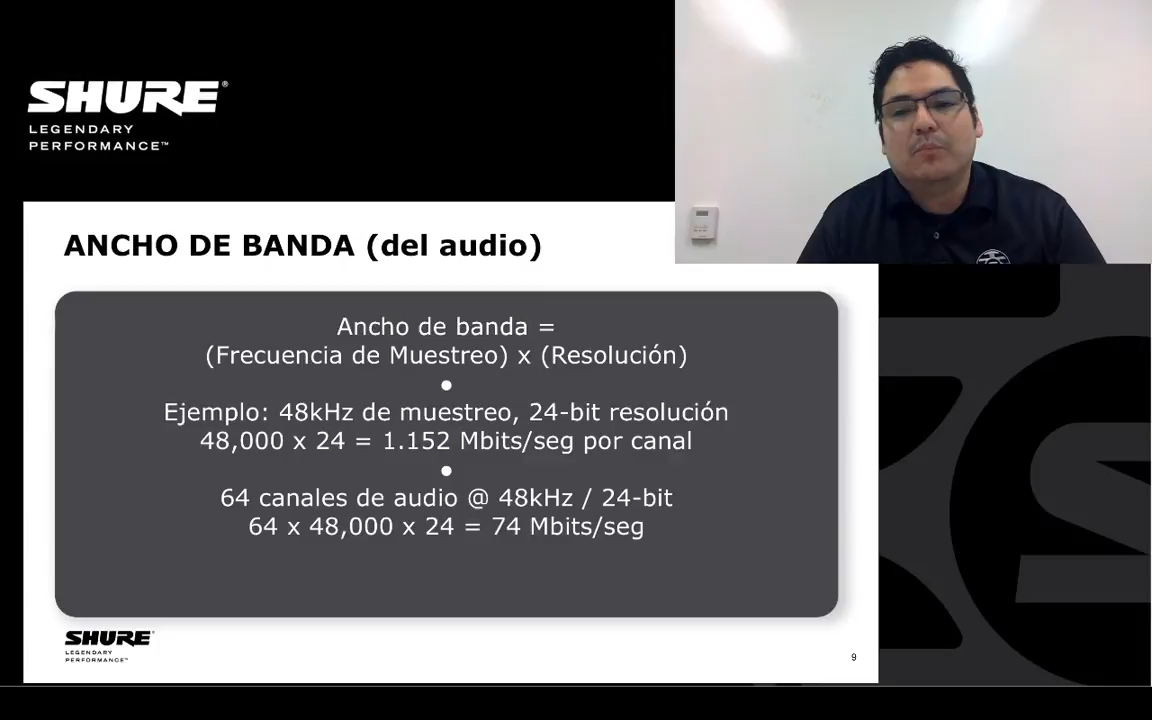 SHURE®
LEGENDARY
PERFORMANCE™
ANCHO DE BANDA (del audio)
Ancho de banda =
(Frecuencia de Muestreo) x (Resolución)
Ejemplo: 48kHz de muestreo, 24-bit resolución
48,000 x 24 = 1.152 Mbits/seg por canal
64 canales de audio @ 48kHz / 24-bit
64 x 48,000 x 24 = 74 Mbits/seg
SHURE
LEGENDARY
PERFORMANCE™
9